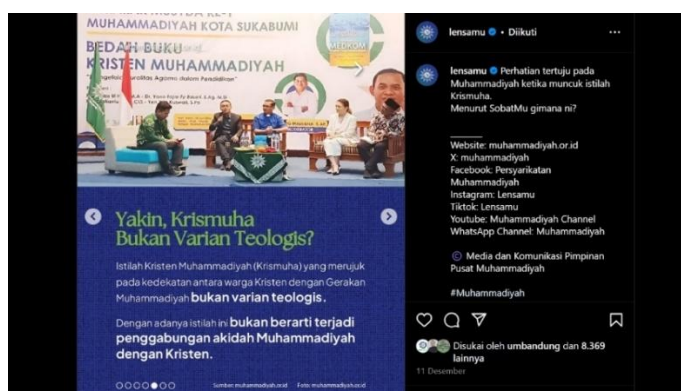 MUHAMMADIYAH KOTA SUKABUMI
BEDAH BUKU
KRISTEN MUHAMMADIYAH
MEDKOM
Yakin, Krismuha
Bukan Varian Teologis?
Istilah Kristen Muhammadiyah (Krismuha) yang merujuk
pada kedekatan antara warga Kristen dengan Gerakan
Muhammadiyah bukan varian teologis.
Dengan adanya istilah ini bukan berarti terjadi
penggabungan akidah Muhammadiyah
dengan Kristen.
Sumber: muhammadiyah.or.id Foto: muhammadiyah.or.id
lensamu • Diikuti
lensamu Perhatian tertuju pada
Muhammadiyah ketika muncuk istilah
Krismuha.
Menurut SobatMu gimana ni?
Website: muhammadiyah.or.id
X: muhammadiyah
Facebook: Persyarikatan
Muhammadiyah
Instagram: Lensamu
Tiktok: Lensamu
Youtube: Muhammadiyah Channel
WhatsApp Channel: Muhammadiyah
© Media dan Komunikasi Pimpinan
Pusat Muhammadiyah
#Muhammadiyah
Disukai oleh umbandung dan 8.369
lainnya
11 Desember